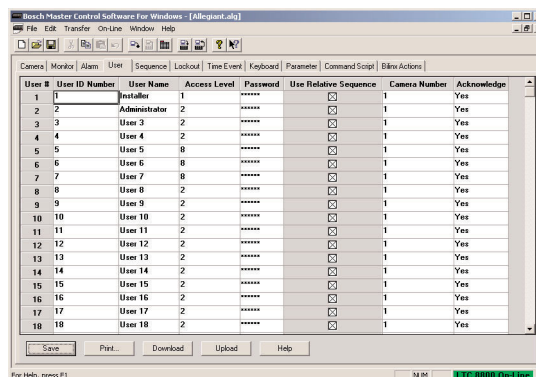 Bosch Master Control Software For Windows - [Allegiant.alg]
File Edit Transfer On-Line Window Help
Camera Monitor Alarm User Sequence Lockout Time Event Keyboard Parameter Command Script Bilinx Actions
User # User ID Number User Name Access Level Password Use Relative Sequence Camera Number Acknowledge
1 1 Installer 1 ****** 1 Yes
2 2 Administrator 2 ****** 1 Yes
3 3 User 3 2 ****** 1 Yes
4 4 User 4 2 ****** 1 Yes
5 5 User 5 8 ****** 1 Yes
6 6 User 6 8 ****** 1 Yes
7 7 User 7 8 ****** 1 Yes
8 8 User 8 2 ****** 1 Yes
9 9 User 9 2 ****** 1 Yes
10 10 User 10 2 ****** 1 Yes
11 11 User 11 2 ****** 1 Yes
12 12 User 12 2 ****** 1 Yes
13 13 User 13 2 ****** 1 Yes
14 14 User 14 2 ****** 1 Yes
15 15 User 15 2 ****** 1 Yes
16 16 User 16 2 ****** 1 Yes
17 17 User 17 2 ****** 1 Yes
18 18 User 18 2 ****** 1 Yes
Save Print... Download Upload Help
For Help, press F1 NUM LTC 8800 On-Line